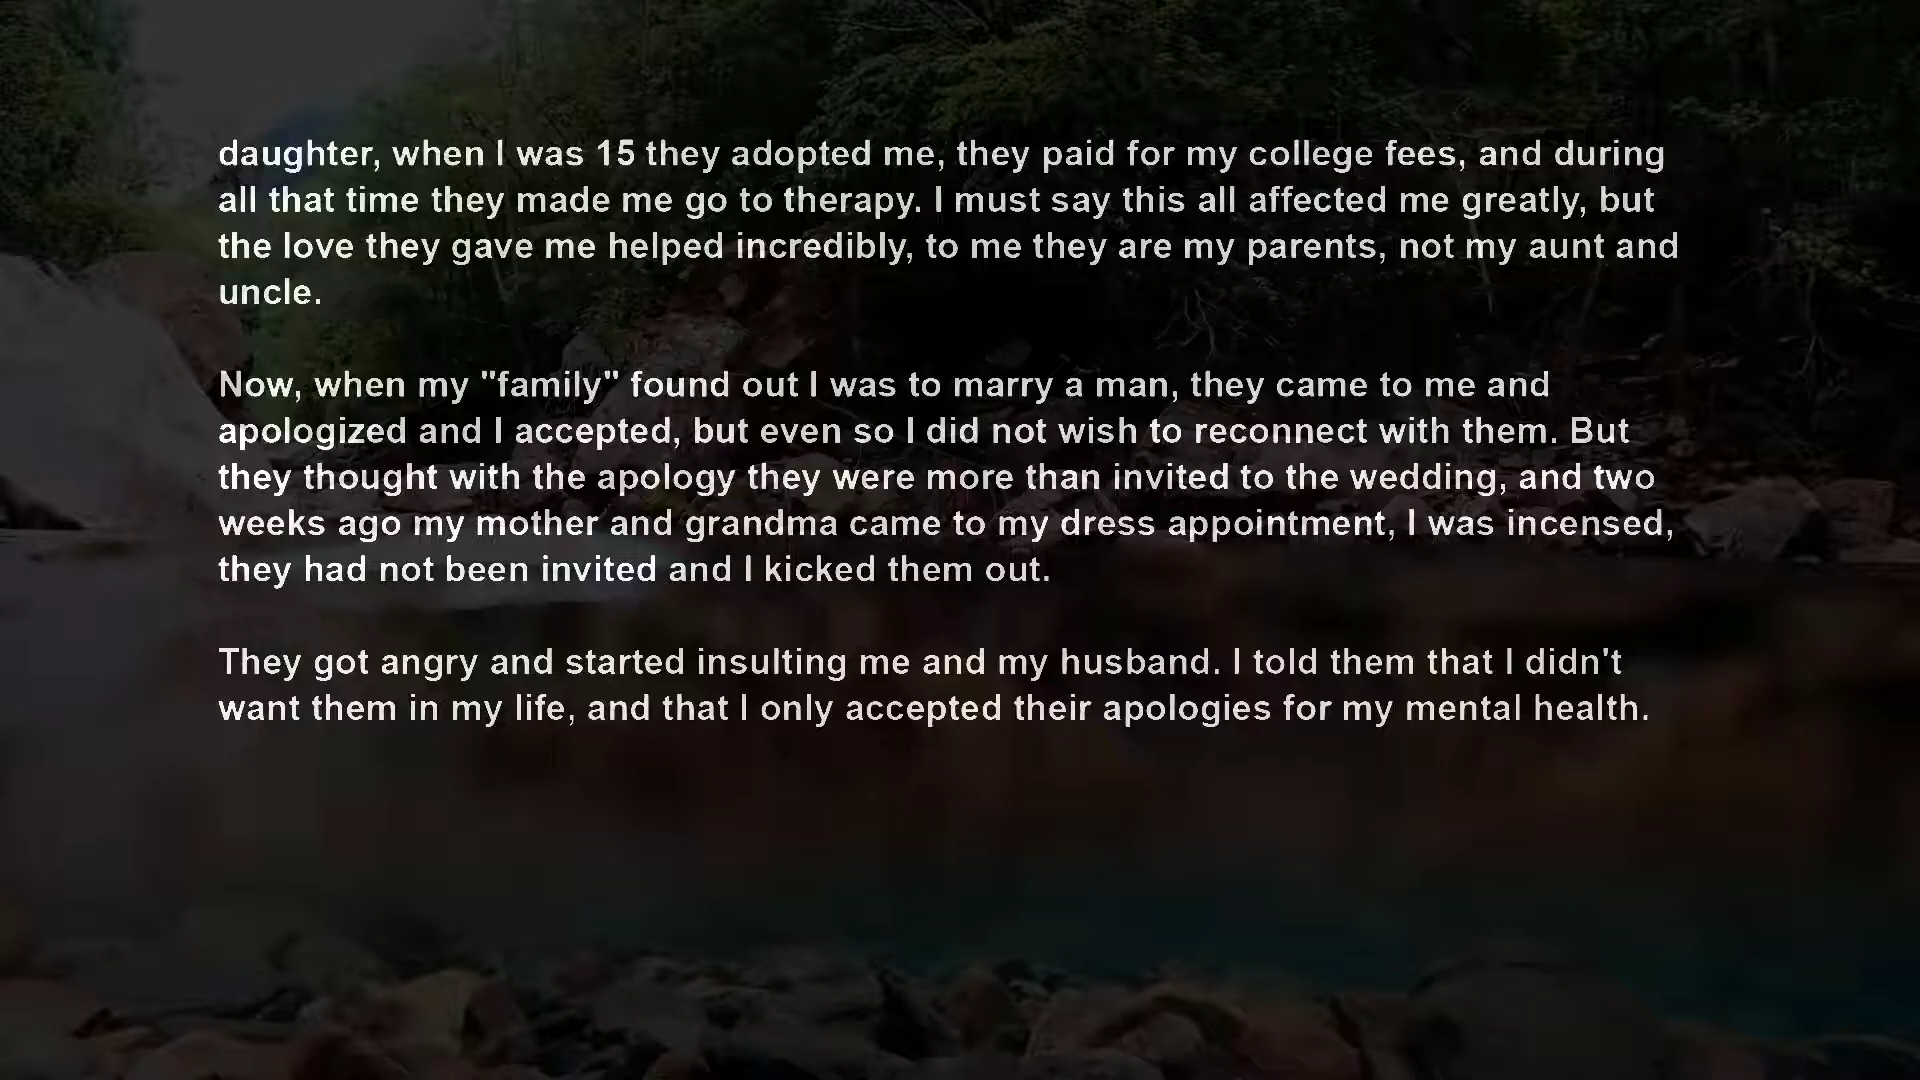 daughter, when I was 15 they adopted me, they paid for my college fees, and during
all that time they made me go to therapy. I must say this all affected me greatly, but
the love they gave me helped incredibly, to me they are my parents, not my aunt and
uncle.
Now, when my "family" found out I was to marry a man, they came to me and
apologized and I accepted, but even so I did not wish to reconnect with them. But
they thought with the apology they were more than invited to the wedding, and two
weeks ago my mother and grandma came to my dress appointment, I was incensed,
they had not been invited and I kicked them out.
They got angry and started insulting me and my husband. I told them that I didn't
want them in my life, and that I only accepted their apologies for my mental health.